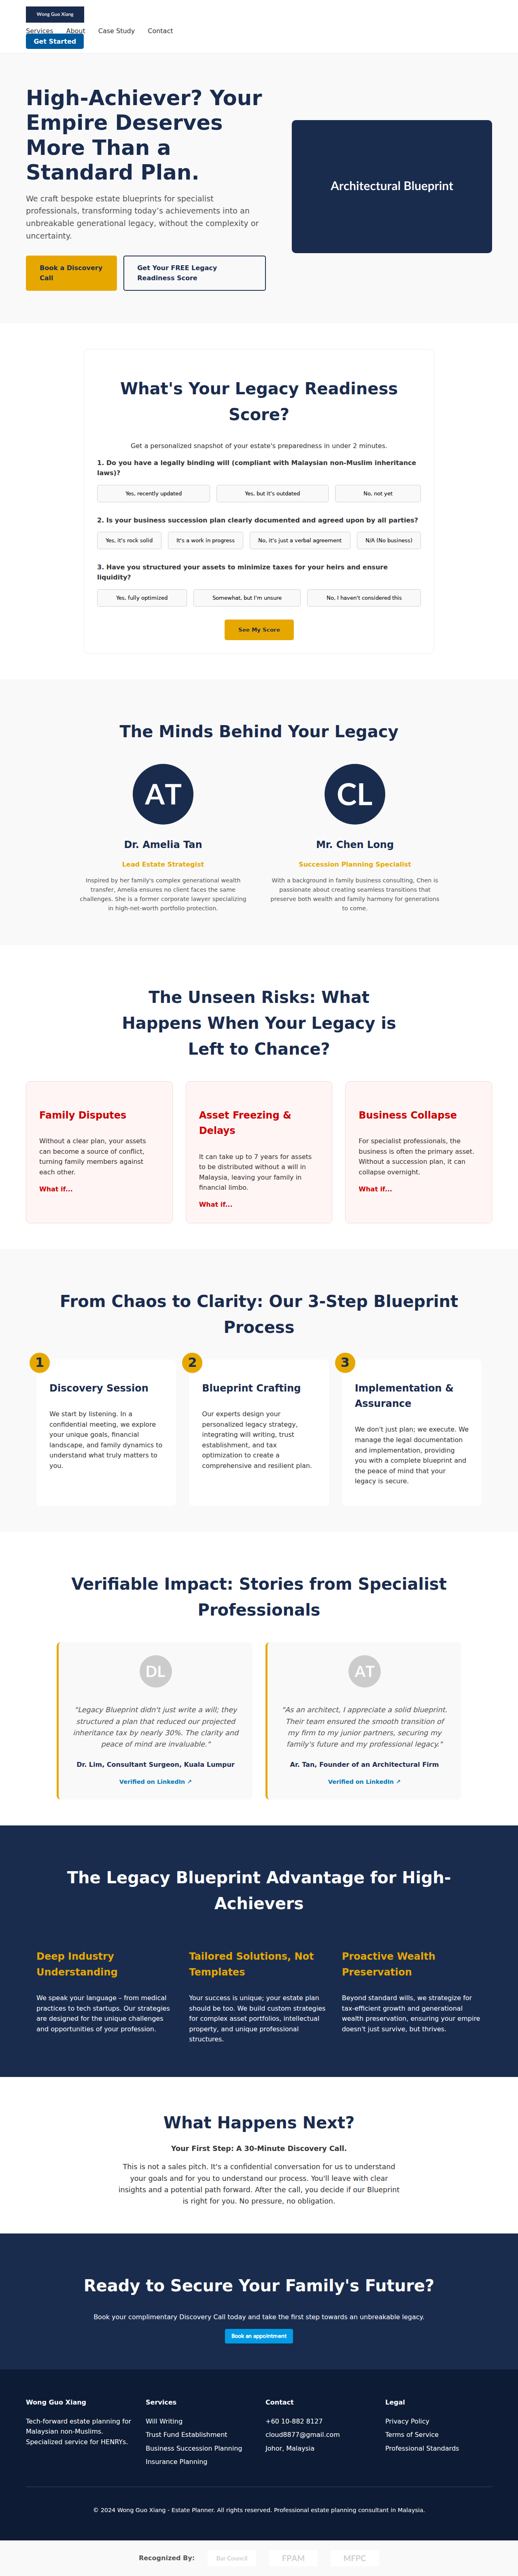 Wong Guo Xiang
Services About Case Study Contact
Get Started
High-Achiever? Your
Empire Deserves
More Than a
Standard Plan.
We craft bespoke estate blueprints for specialist
professionals, transforming today's achievements into an
unbreakable generational legacy, without the complexity or
uncertainty.
Book a Discovery
Call
Get Your FREE Legacy
Readiness Score
Architectural Blueprint
What's Your Legacy Readiness
Score?
Get a personalized snapshot of your estate's preparedness in under 2 minutes.
1. Do you have a legally binding will (compliant with Malaysian non-Muslim inheritance
laws)?
Yes, recently updated
Yes, but it's outdated
No, not yet
2. Is your business succession plan clearly documented and agreed upon by all parties?
Yes, it's rock solid
It's a work in progress
No, it's just a verbal agreement
N/A (No business)
3. Have you structured your assets to minimize taxes for your heirs and ensure
liquidity?
Yes, fully optimized
Somewhat, but I'm unsure
No, I haven't considered this
See My Score
The Minds Behind Your Legacy
AT
Dr. Amelia Tan
Lead Estate Strategist
Inspired by her family's complex generational wealth
transfer, Amelia ensures no client faces the same
challenges. She is a former corporate lawyer specializing
in high-net-worth portfolio protection.
CL
Mr. Chen Long
Succession Planning Specialist
With a background in family business consulting, Chen is
passionate about creating seamless transitions that
preserve both wealth and family harmony for generations
to come.
The Unseen Risks: What
Happens When Your Legacy is
Left to Chance?
Family Disputes
Without a clear plan, your assets
can become a source of conflict,
turning family members against
each other.
What if...
Asset Freezing &
Delays
It can take up to 7 years for assets
to be distributed without a will in
Malaysia, leaving your family in
financial limbo.
What if...
Business Collapse
For specialist professionals, the
business is often the primary asset.
Without a succession plan, it can
collapse overnight.
What if...
From Chaos to Clarity: Our 3-Step Blueprint
Process
1
Discovery Session
We start by listening. In a
confidential meeting, we explore
your unique goals, financial
landscape, and family dynamics to
understand what truly matters to
you.
2
Blueprint Crafting
Our experts design your
personalized legacy strategy,
integrating will writing, trust
establishment, and tax
optimization to create a
comprehensive and resilient plan.
3
Implementation &
Assurance
We don't just plan; we execute. We
manage the legal documentation
and implementation, providing
you with a complete blueprint and
the peace of mind that your
legacy is secure.
Verifiable Impact: Stories from Specialist
Professionals
DL
"Legacy Blueprint didn't just write a will; they
structured a plan that reduced our projected
inheritance tax by nearly 30%. The clarity and
peace of mind are invaluable."
Dr. Lim, Consultant Surgeon, Kuala Lumpur
Verified on LinkedIn ↗
AT
"As an architect, I appreciate a solid blueprint.
Their team ensured the smooth transition of
my firm to my junior partners, securing my
family's future and my professional legacy."
Ar. Tan, Founder of an Architectural Firm
Verified on LinkedIn ↗
The Legacy Blueprint Advantage for High-
Achievers
Deep Industry
Understanding
We speak your language – from medical
practices to tech startups. Our strategies
are designed for the unique challenges
and opportunities of your profession.
Tailored Solutions, Not
Templates
Your success is unique; your estate plan
should be too. We build custom strategies
for complex asset portfolios, intellectual
property, and unique professional
structures.
Proactive Wealth
Preservation
Beyond standard wills, we strategize for
tax-efficient growth and generational
wealth preservation, ensuring your empire
doesn't just survive, but thrives.
What Happens Next?
Your First Step: A 30-Minute Discovery Call.
This is not a sales pitch. It's a confidential conversation for us to understand
your goals and for you to understand our process. You'll leave with clear
insights and a potential path forward. After the call, you decide if our Blueprint
is right for you. No pressure, no obligation.
Ready to Secure Your Family's Future?
Book your complimentary Discovery Call today and take the first step towards an unbreakable legacy.
Book an appointment
Wong Guo Xiang
Tech-forward estate planning for
Malaysian non-Muslims.
Specialized service for HENRYs.
Services
Will Writing
Trust Fund Establishment
Business Succession Planning
Insurance Planning
Contact
+60 10-882 8127
cloud8877@gmail.com
Johor, Malaysia
Legal
Privacy Policy
Terms of Service
Professional Standards
© 2024 Wong Guo Xiang - Estate Planner. All rights reserved. Professional estate planning consultant in Malaysia.
Recognized By:
Bar Council
FPAM
MFPC